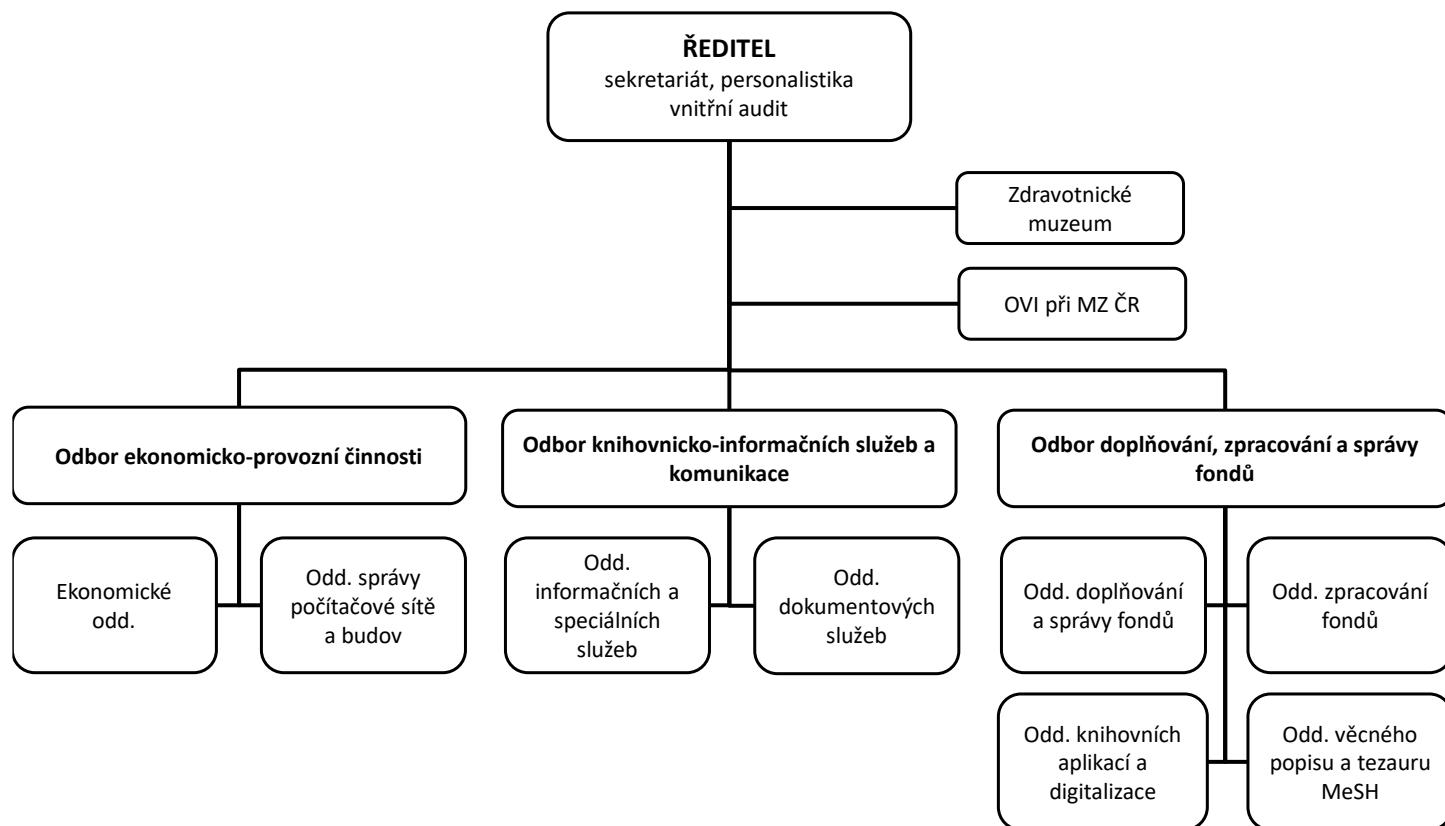 ŘEDITEL
sekretariát, personalistika
vnitřní audit
Zdravotnické
muzeum
OVI při MZ ČR
Odbor ekonomicko-provozní činnosti
Odbor knihovnicko-informačních služeb a
komunikace
Odbor doplňování, zpracování a správy
fondů
Ekonomické
odd.
Odd. správy
počítačové sítě
a budov
Odd.
informačních a
speciálních
služeb
Odd.
dokumentových
služeb
Odd. doplňování
a správy fondů
Odd. zpracování
fondů
Odd. knihovních
aplikací a
digitalizace
Odd. věcného
popisu a tezauru
MeSH